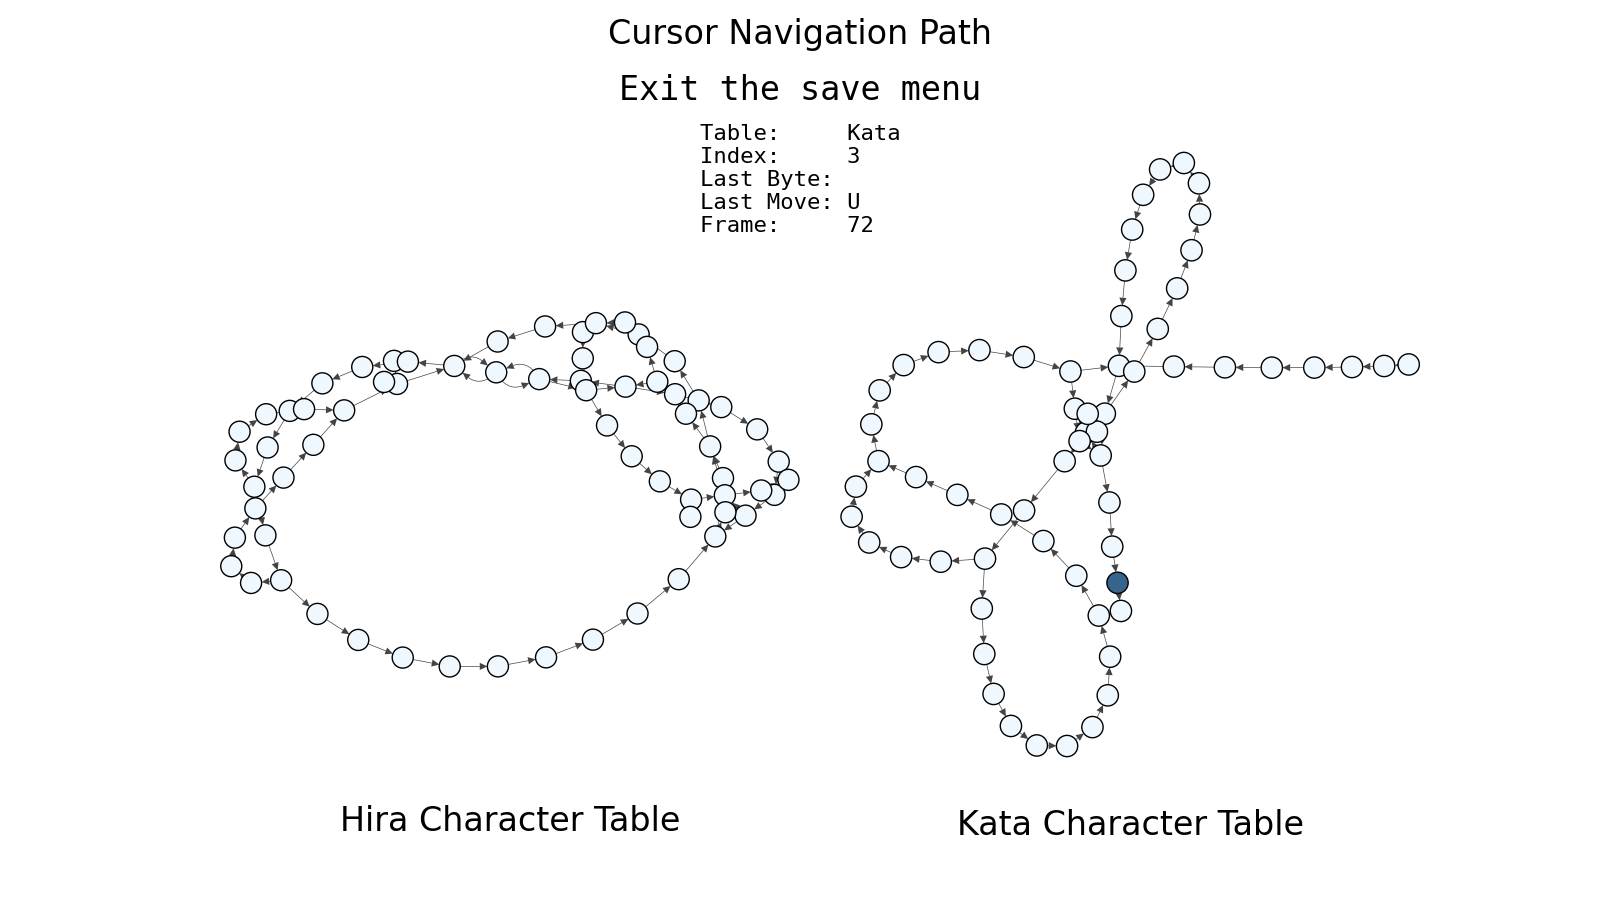 Cursor Navigation Path
Exit the save menu
Table: Kata
Index: 3
Last Byte:
Last Move: U
Frame: 72
Hira Character Table
Kata Character Table